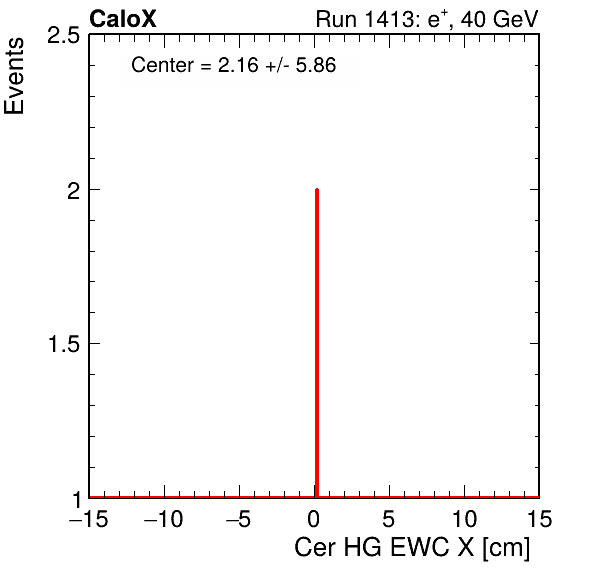 CaloX
Run 1413: e+, 40 GeV
Events
Center = 2.16 +/- 5.86
2.5
2
1.5
1
−15
−10
−5
0
5
10
15
Cer HG EWC X [cm]